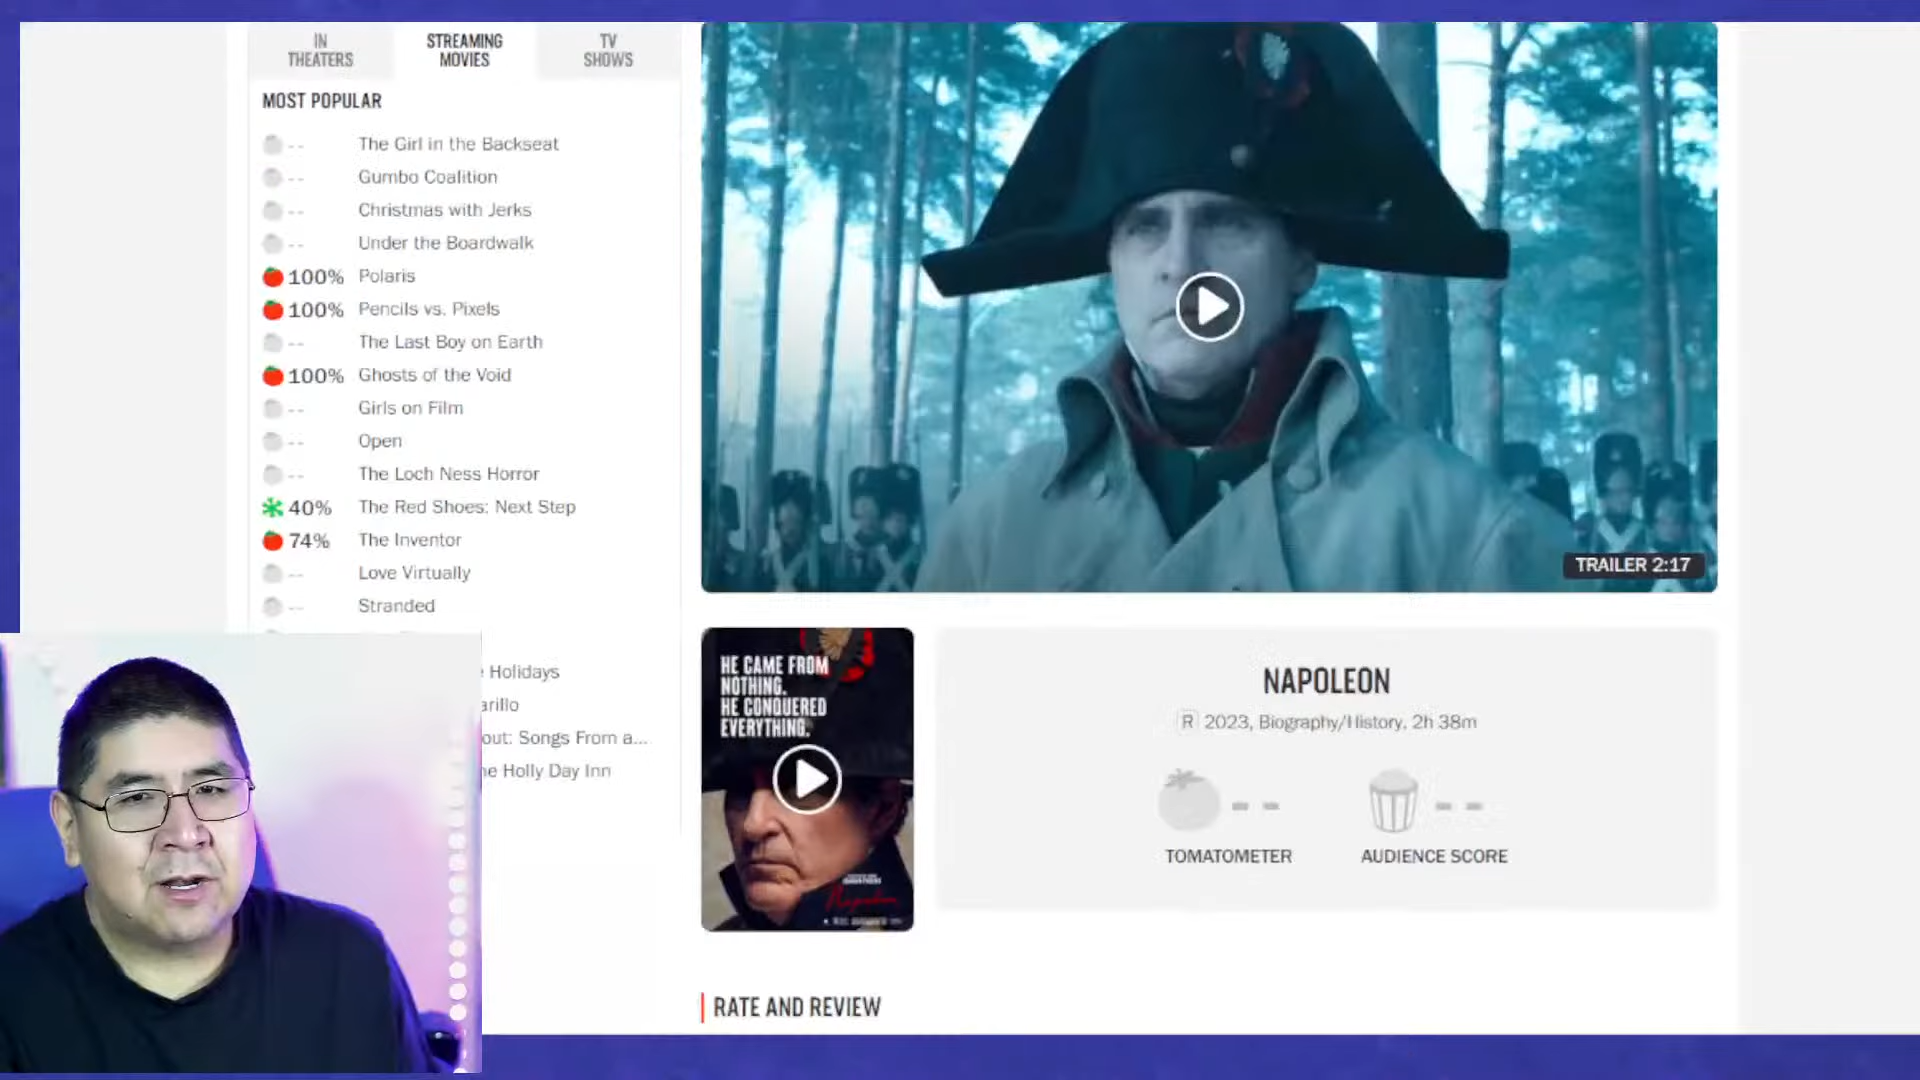 IN
THEATERS
STREAMING
MOVIES
TV
SHOWS
MOST POPULAR
-- The Girl in the Backseat
-- Gumbo Coalition
-- Christmas with Jerks
-- Under the Boardwalk
100% Polaris
100% Pencils vs. Pixels
-- The Last Boy on Earth
100% Ghosts of the Void
-- Girls on Film
-- Open
-- The Loch Ness Horror
40% The Red Shoes: Next Step
74% The Inventor
-- Love Virtually
-- Stranded
Holidays
arillo
out: Songs From a...
ne Holly Day Inn
TRAILER 2:17
HE CAME FROM
NOTHING.
HE CONQUERED
EVERYTHING.
Napoleon
NAPOLEON
R 2023, Biography/History, 2h 38m
-- --
TOMATOMETER AUDIENCE SCORE
RATE AND REVIEW